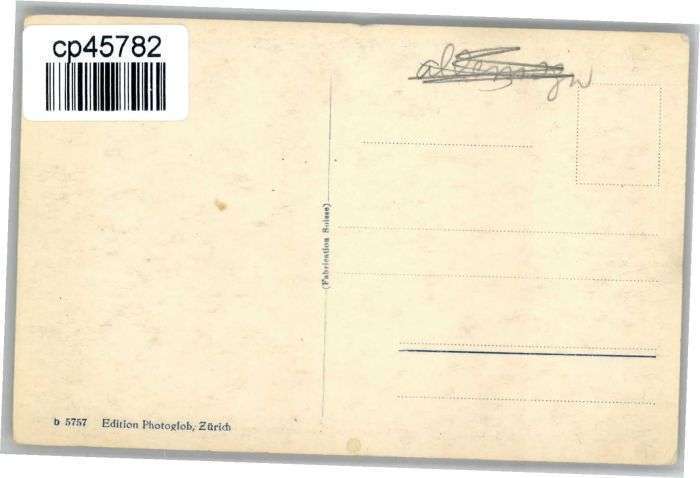 cp45782
(Fabrication Suisse)
b 5757 Edition Photoglob, Zürich